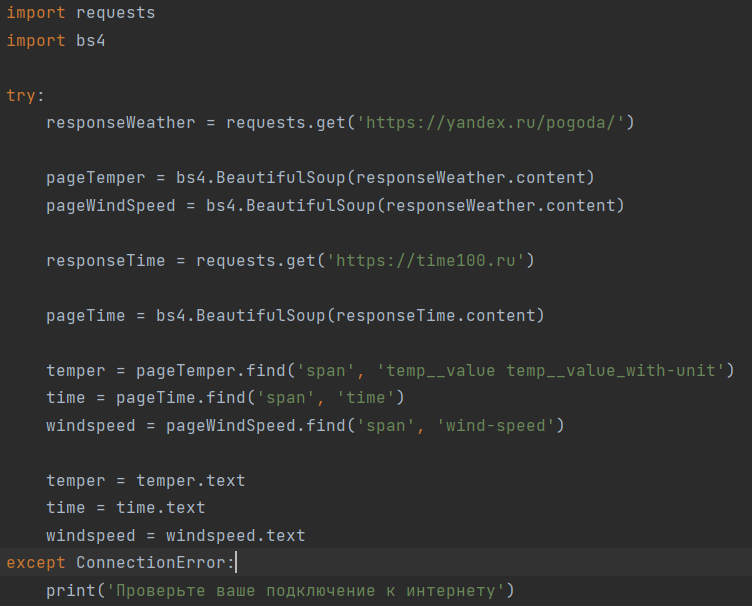 import requests
import bs4
try:
responseWeather = requests.get('https://yandex.ru/pogoda/')
pageTemper = bs4.BeautifulSoup(responseWeather.content)
pageWindSpeed = bs4.BeautifulSoup(responseWeather.content)
responseTime = requests.get('https://time100.ru')
pageTime = bs4.BeautifulSoup(responseTime.content)
temper = pageTemper.find('span', 'temp__value temp__value_with-unit')
time = pageTime.find('span', 'time')
windspeed = pageWindSpeed.find('span', 'wind-speed')
temper = temper.text
time = time.text
windspeed = windspeed.text
except ConnectionError:
print('Проверьте ваше подключение к интернету')